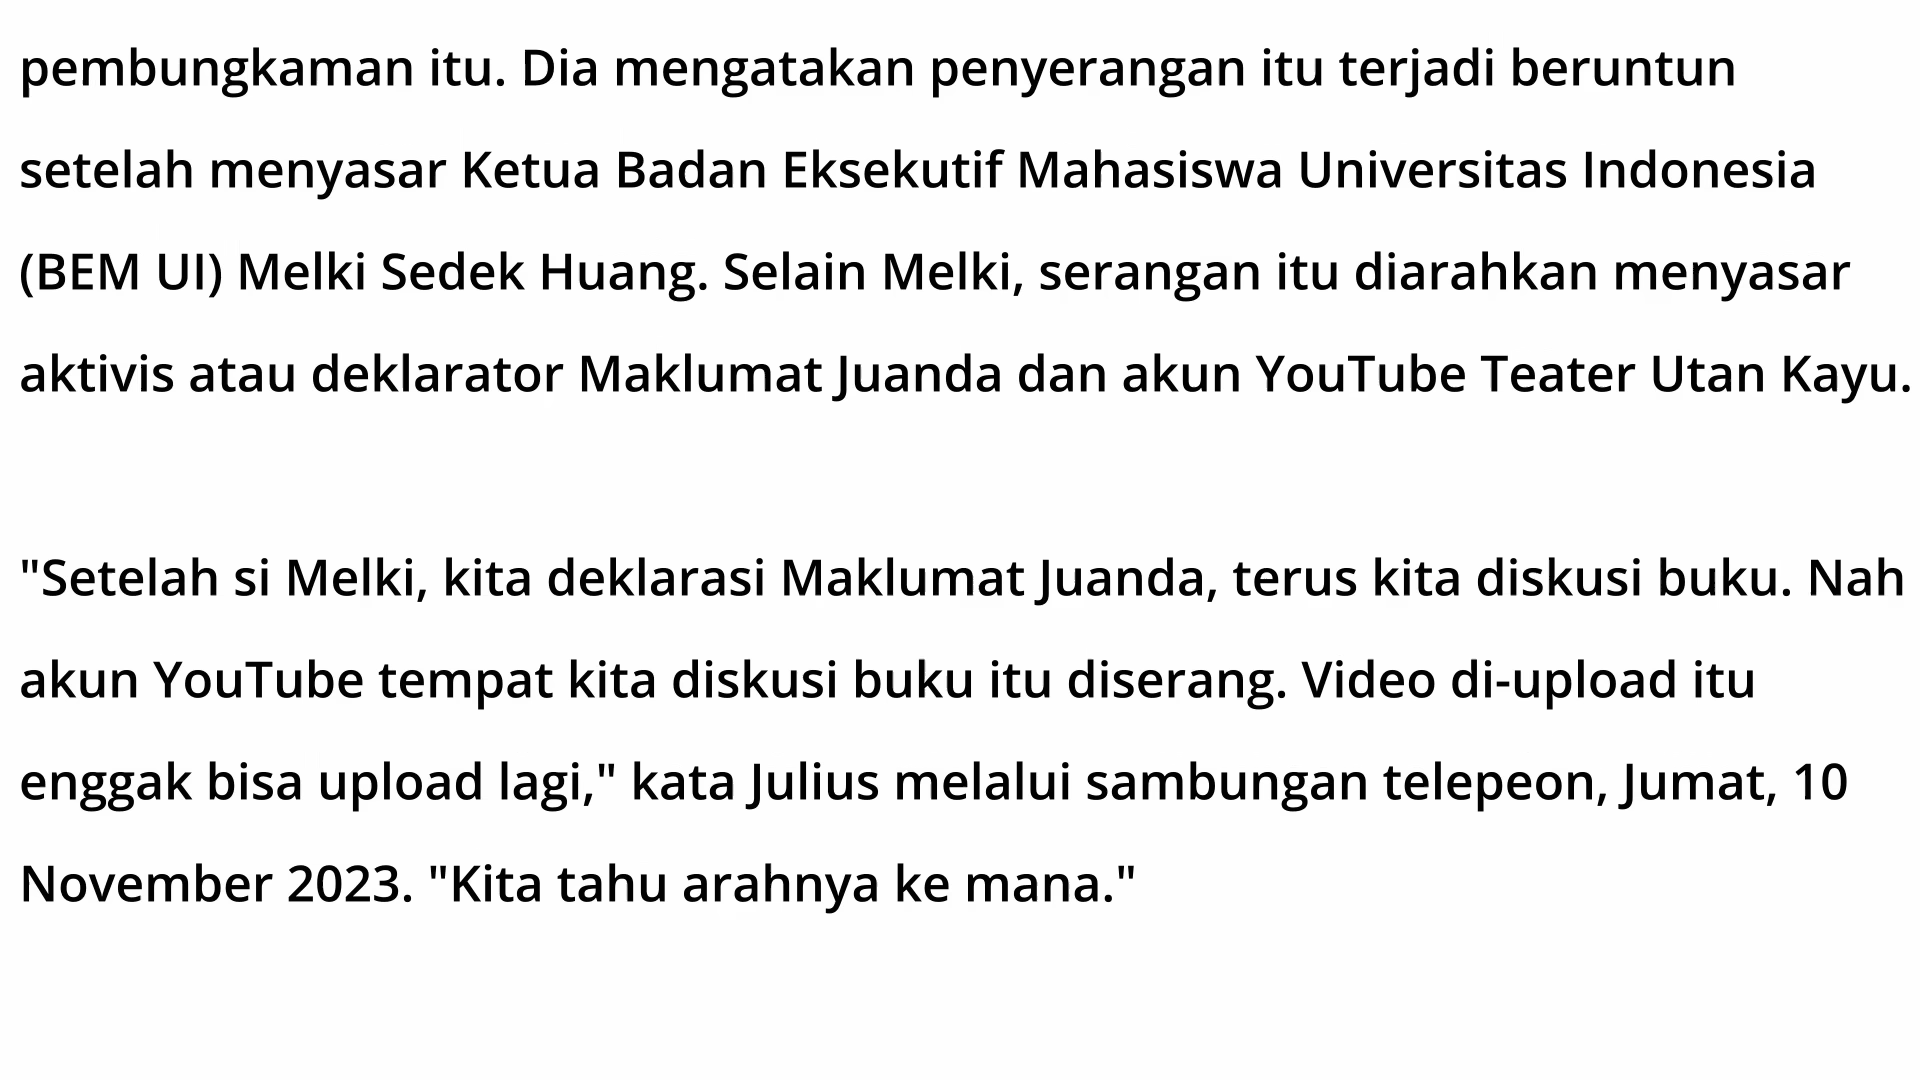 pembungkaman itu. Dia mengatakan penyerangan itu terjadi beruntun
setelah menyasar Ketua Badan Eksekutif Mahasiswa Universitas Indonesia
(BEM UI) Melki Sedek Huang. Selain Melki, serangan itu diarahkan menyasar
aktivis atau deklarator Maklumat Juanda dan akun YouTube Teater Utan Kayu.
"Setelah si Melki, kita deklarasi Maklumat Juanda, terus kita diskusi buku. Nah
akun YouTube tempat kita diskusi buku itu diserang. Video di-upload itu
enggak bisa upload lagi," kata Julius melalui sambungan telepeon, Jumat, 10
November 2023. "Kita tahu arahnya ke mana."